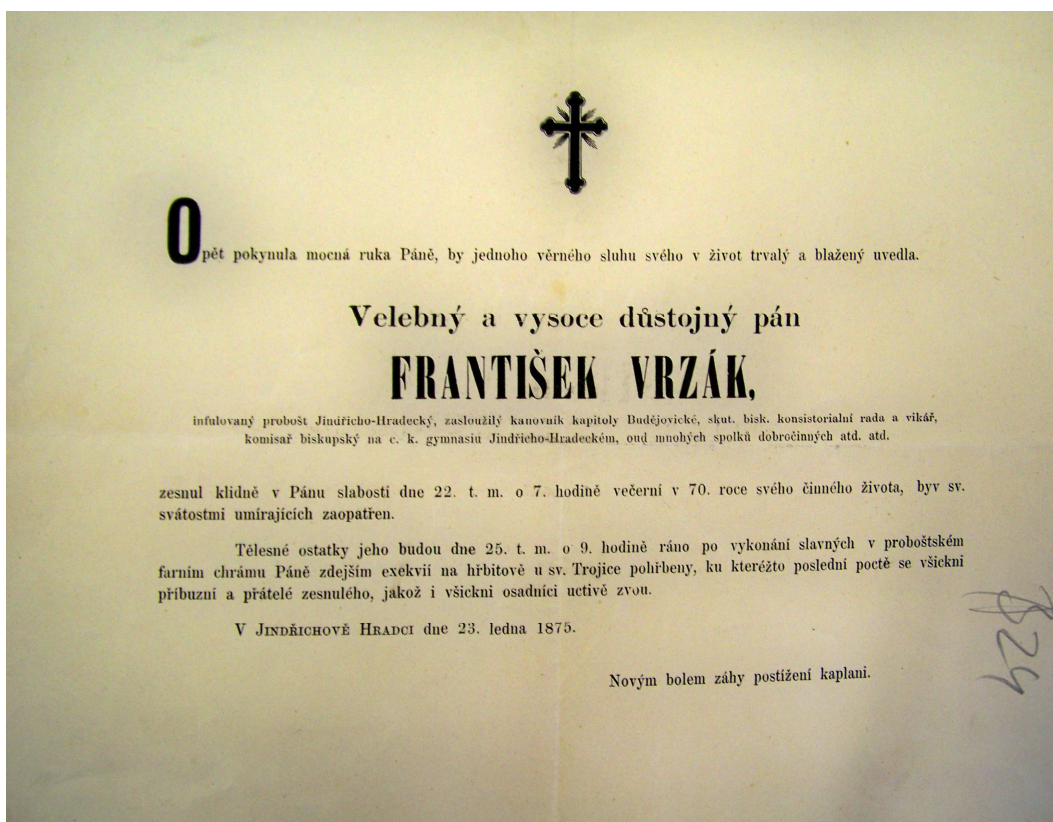 Opět pokynula mocná ruka Páně, by jednoho věrného sluhu svého v život trvalý a blažený uvedla.
Velebný a vysoce důstojný pán
FRANTIŠEK VRZÁK,
infulovaný probošt Jindřicho-Hradecký, zasloužilý kanovník kapitoly Budějovické, skut. bisk. konsistorialní rada a vikář,
komisař biskupský na c. k. gymnasiu Jindřicho-Hradeckém, oud mnohých spolků dobročinných atd. atd.
zesnul klidně v Pánu slabostí dne 22. t. m. o 7. hodině večerní v 70. roce svého činného života, byv sv.
svátostmi umírajících zaopatřen.
Tělesné ostatky jeho budou dne 25. t. m. o 9. hodině ráno po vykonání slavných v proboštském
farním chrámu Páně zdejším exekvií na hřbitově u sv. Trojice pohřbeny, ku kterémuto poslední poctě se všickni
příbuzní a přátelé zesnulého, jakož i všickni osadníci uctivě zvou.
V JINDŘICHOVĚ HRADCI dne 23. ledna 1875.
Novým bolem záhy postížení kaplani.
B24